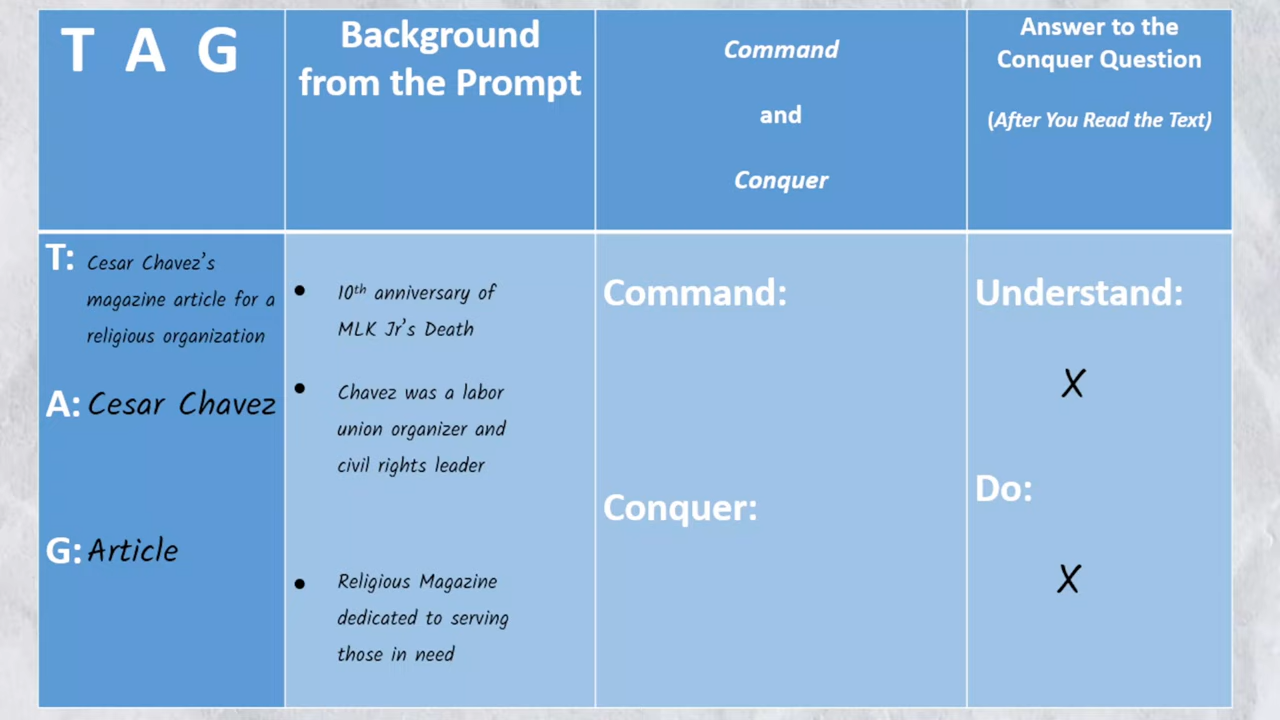 T A G
Background
from the Prompt
Command
and
Conquer
Answer to the
Conquer Question
(After You Read the Text)
T: Cesar Chavez's
magazine article for a
religious organization
A: Cesar Chavez
G: Article
• 10th anniversary of
MLK Jr's Death
• Chavez was a labor
union organizer and
civil rights leader
• Religious Magazine
dedicated to serving
those in need
Command:
Conquer:
Understand:
X
Do:
X